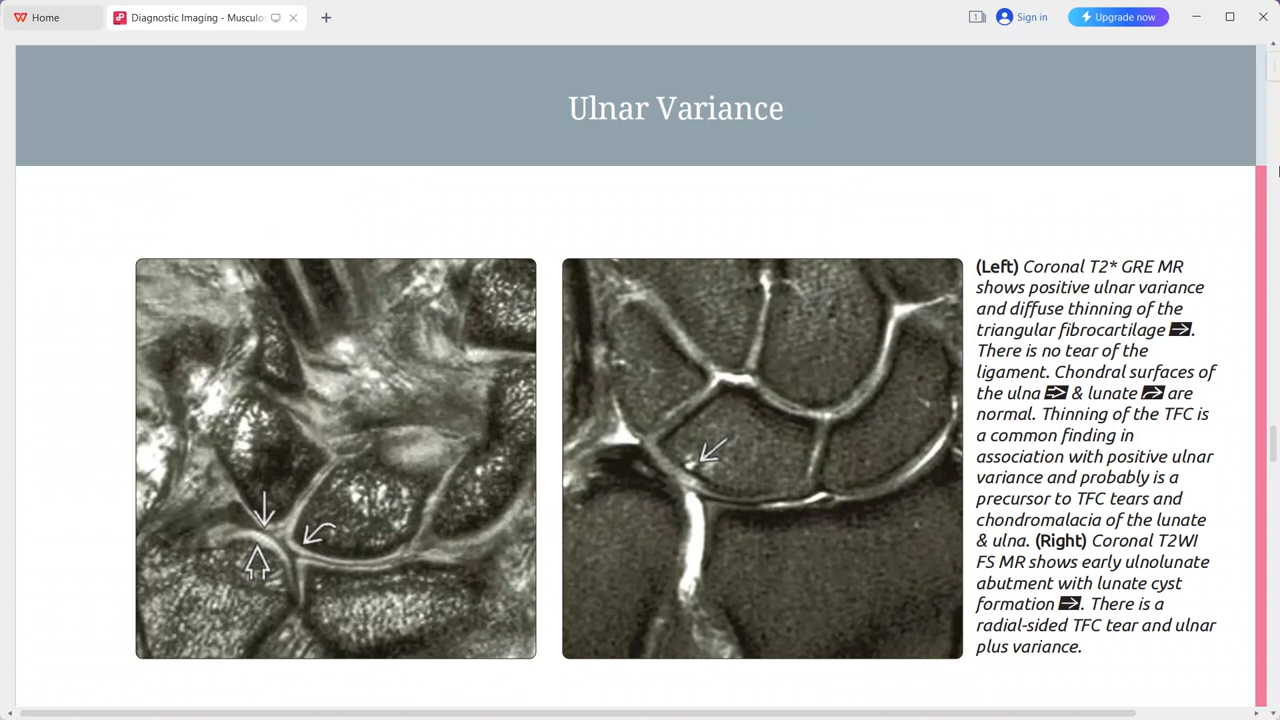 Home
Diagnostic Imaging - Musculos
1
Sign in
Upgrade now
Ulnar Variance
(Left) Coronal T2* GRE MR
shows positive ulnar variance
and diffuse thinning of the
triangular fibrocartilage ➡.
There is no tear of the
ligament. Chondral surfaces of
the ulna ⇨ & lunate ↷ are
normal. Thinning of the TFC is
a common finding in
association with positive ulnar
variance and probably is a
precursor to TFC tears and
chondromalacia of the lunate
& ulna. (Right) Coronal T2WI
FS MR shows early ulnolunate
abutment with lunate cyst
formation ➡. There is a
radial-sided TFC tear and ulnar
plus variance.